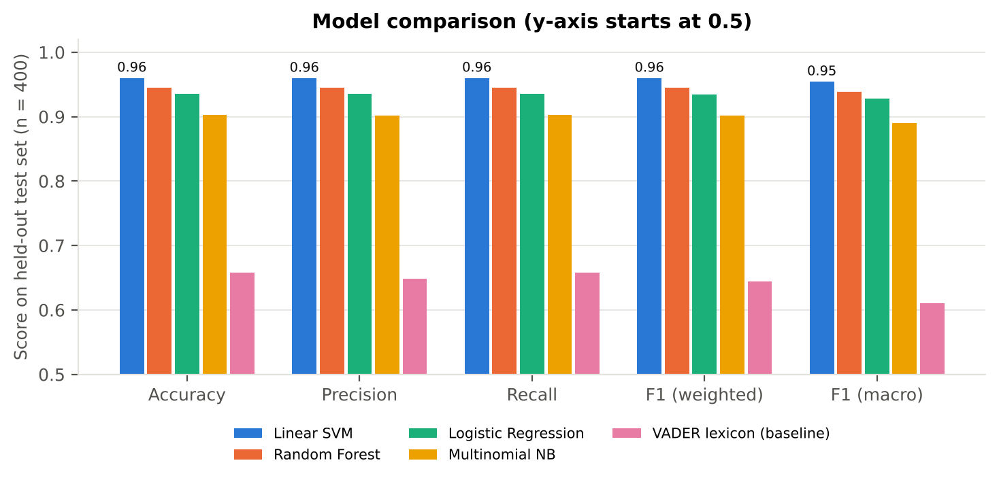 Model comparison (y-axis starts at 0.5)
Score on held-out test set (n = 400)
1.0
0.9
0.8
0.7
0.6
0.5
0.96
0.96
0.96
0.96
0.95
Accuracy
Precision
Recall
F1 (weighted)
F1 (macro)
Linear SVM
Random Forest
Logistic Regression
Multinomial NB
VADER lexicon (baseline)